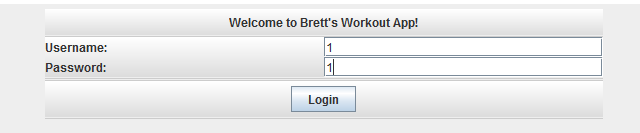 Welcome to Brett's Workout App!
Username: 1
Password: 1
Login